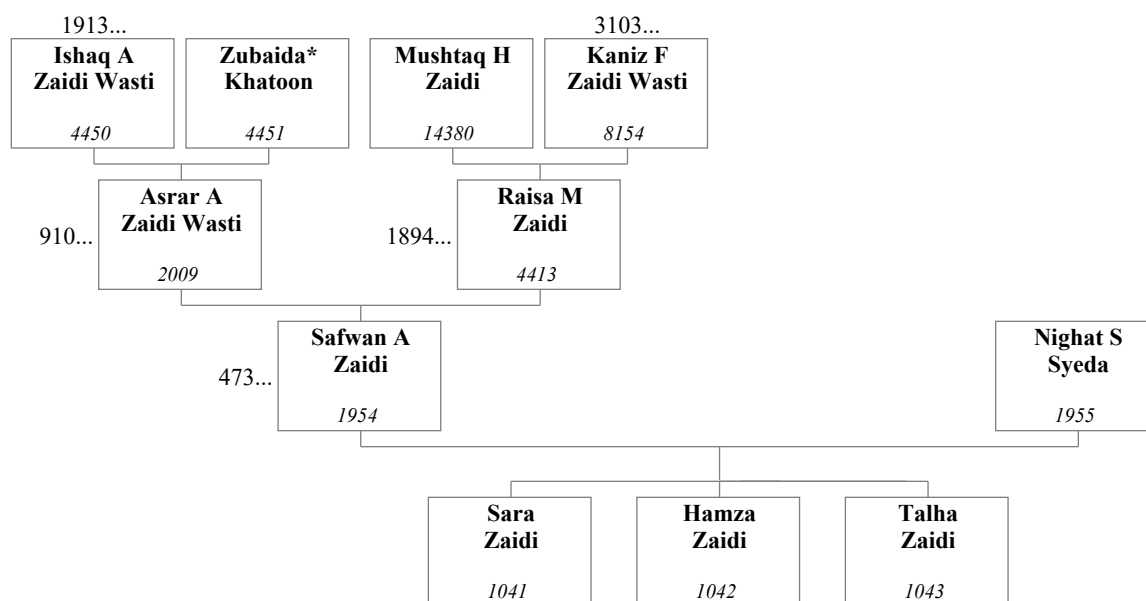 1913...
3103...
Ishaq A
Zaidi Wasti
4450
Zubaida*
Khatoon
4451
Mushtaq H
Zaidi
14380
Kaniz F
Zaidi Wasti
8154
910...
Asrar A
Zaidi Wasti
2009
1894...
Raisa M
Zaidi
4413
473...
Safwan A
Zaidi
1954
Nighat S
Syeda
1955
Sara
Zaidi
1041
Hamza
Zaidi
1042
Talha
Zaidi
1043